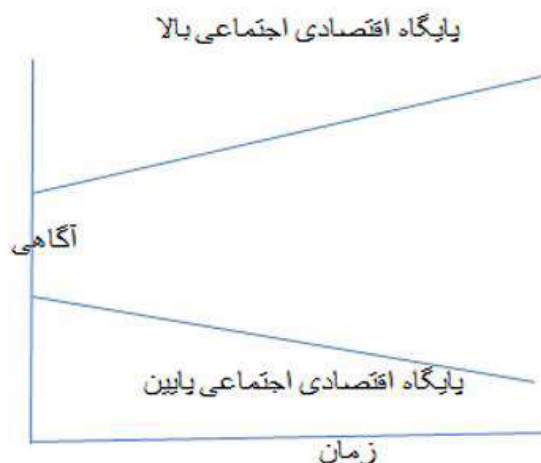 پایگاه اقتصادی اجتماعی بالا
آگاهی
پایگاه اقتصادی اجتماعی پایین
زمان